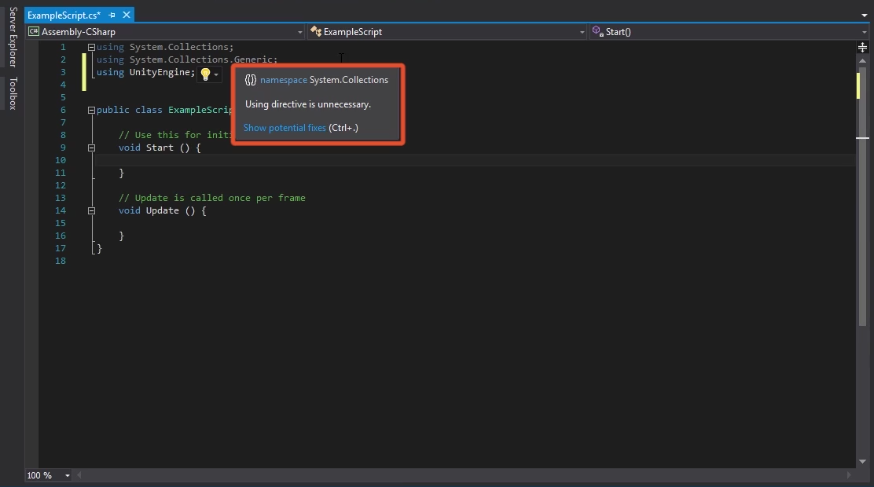 Server Explorer
Toolbox
ExampleScript.cs*
Assembly-CSharp
ExampleScript
Start()
1 using System.Collections;
2 using System.Collections.Generic;
3 using UnityEngine;
4
5
6 public class ExampleScrip
7
8 // Use this for initi
9 void Start () {
10
11 }
12
13 // Update is called once per frame
14 void Update () {
15
16 }
17 }
18
{} namespace System.Collections
Using directive is unnecessary.
Show potential fixes (Ctrl+.)
100 %